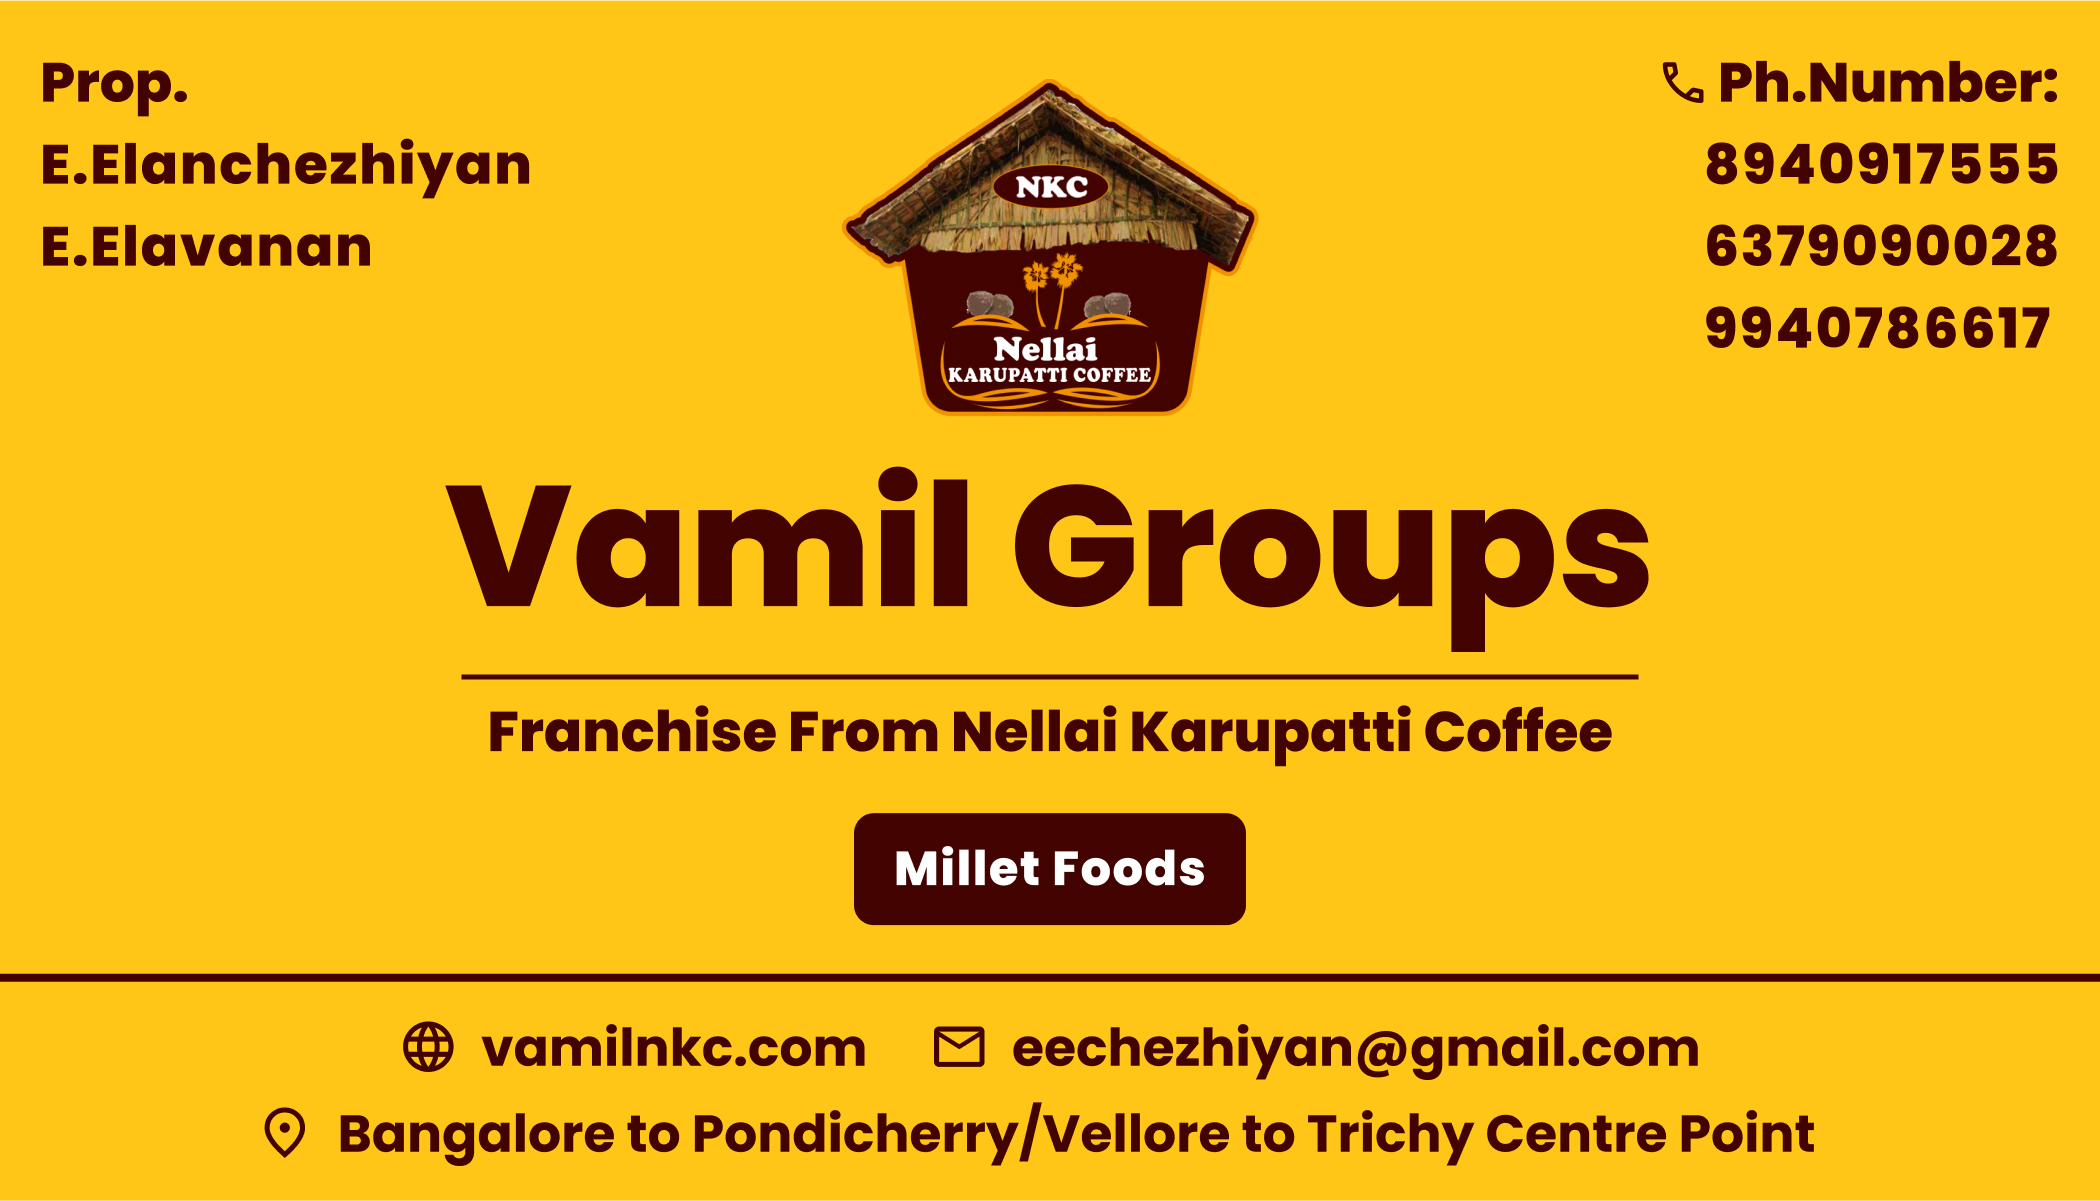 Prop.
E.Elanchezhiyan
E.Elavanan
Ph.Number:
8940917555
6379090028
9940786617
NKC
Nellai
KARUPATTI COFFEE
Vamil Groups
Franchise From Nellai Karupatti Coffee
Millet Foods
vamilnkc.com
eechezhiyan@gmail.com
Bangalore to Pondicherry/Vellore to Trichy Centre Point